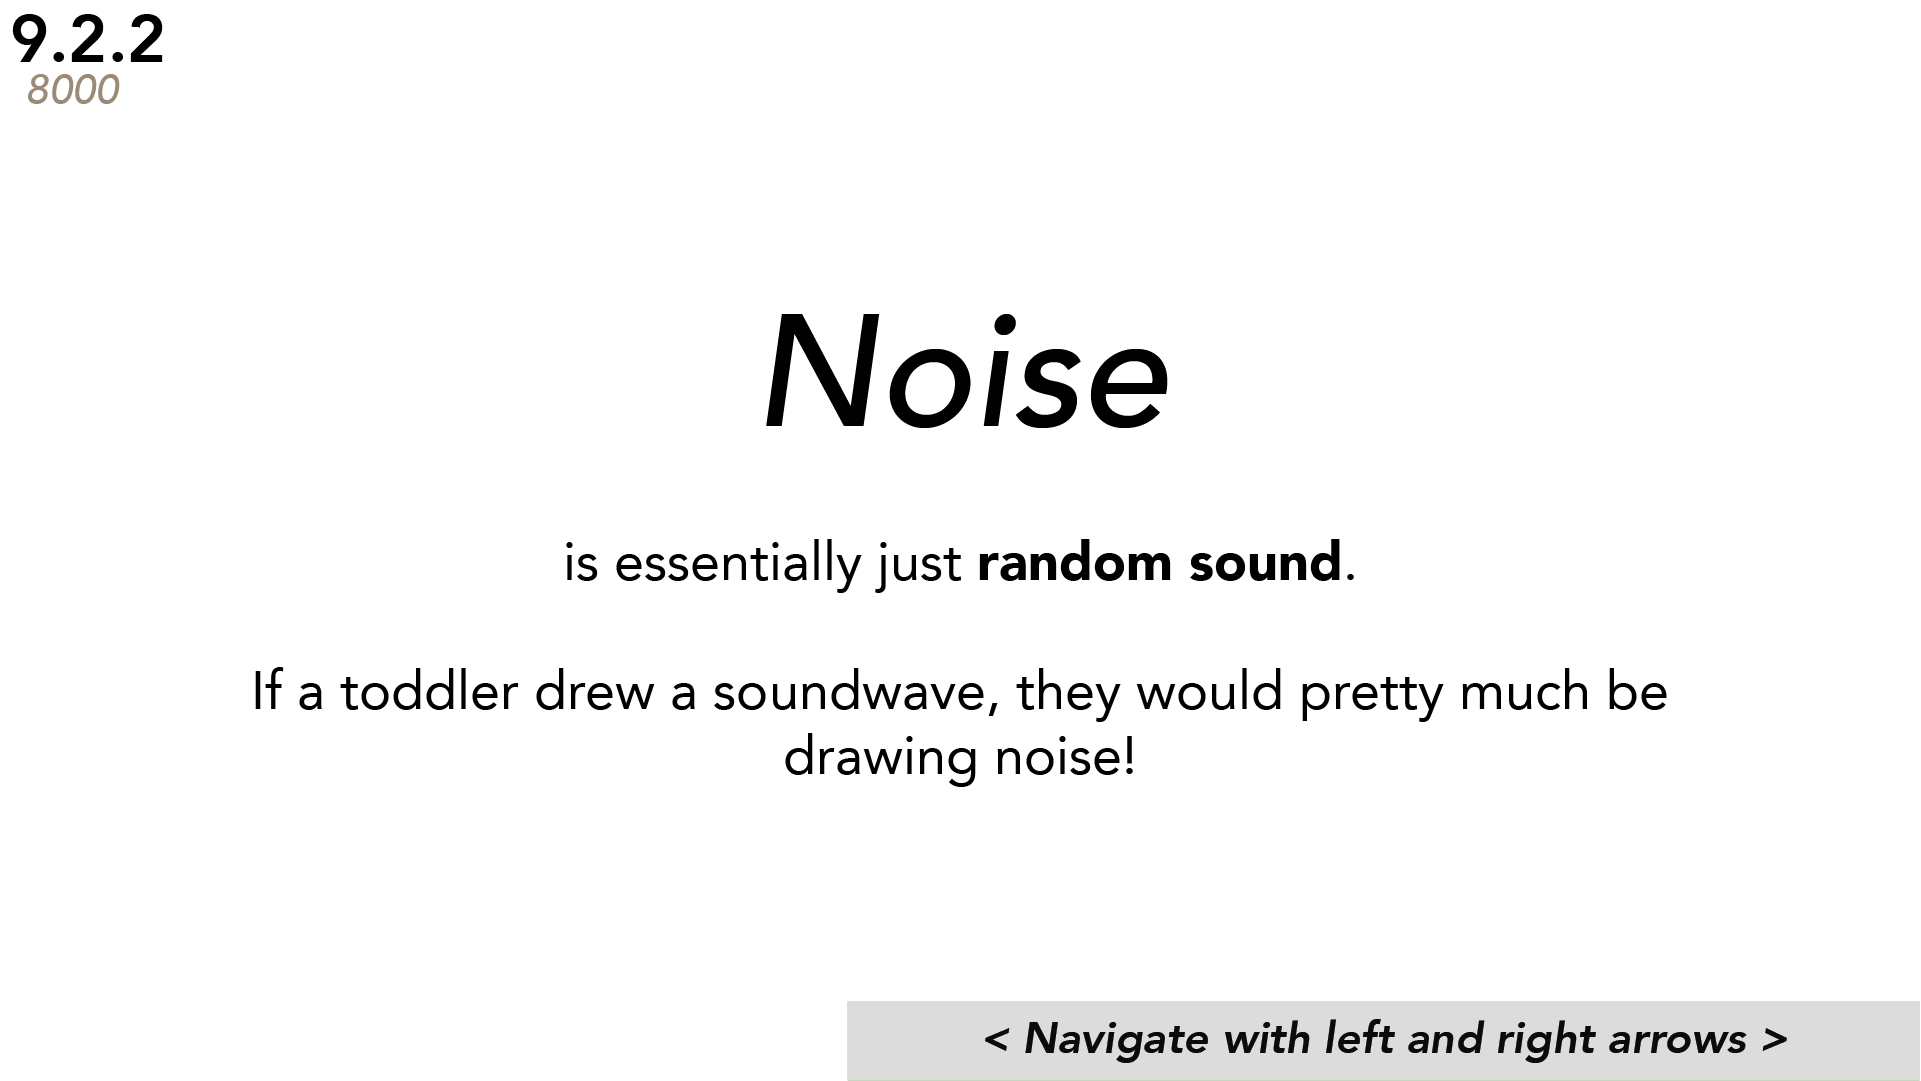 9.2.2
8000
Noise
is essentially just random sound.
If a toddler drew a soundwave, they would pretty much be
drawing noise!
< Navigate with left and right arrows >